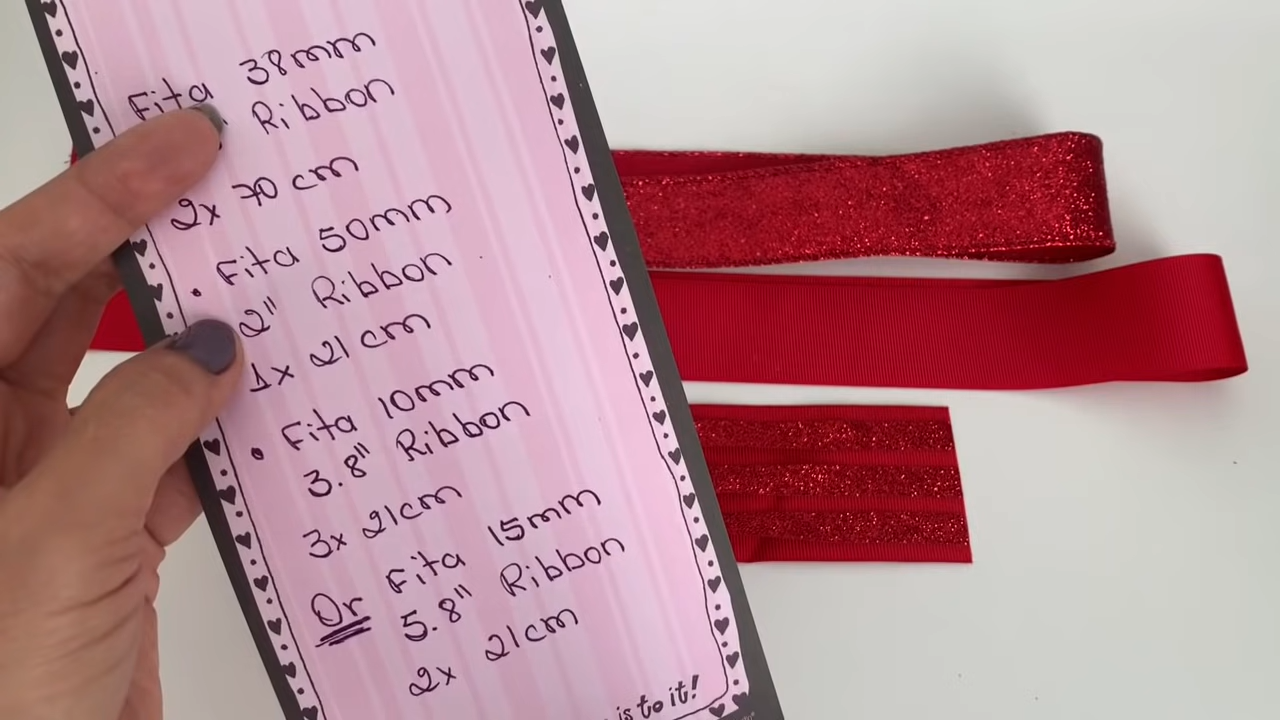 Fita 38mm
Ribbon
2x 70 cm
• Fita 50mm
2" Ribbon
1x 21 cm
• Fita 10mm
3.8" Ribbon
3x 21cm
Or Fita 15mm
5.8" Ribbon
2x 21cm
is to it!